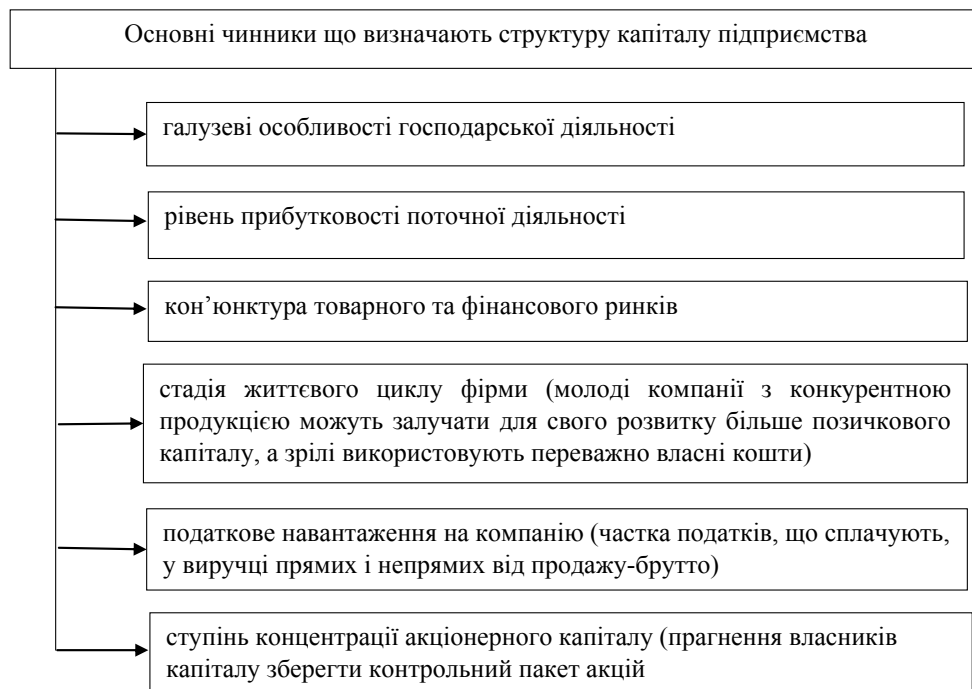 Основні чинники що визначають структуру капіталу підприємства
галузеві особливості господарської діяльності
рівень прибутковості поточної діяльності
кон’юнктура товарного та фінансового ринків
стадія життєвого циклу фірми (молоді компанії з конкурентною
продукцією можуть залучати для свого розвитку більше позичкового
капіталу, а зрілі використовують переважно власні кошти)
податкове навантаження на компанію (частка податків, що сплачують,
у виручці прямих і непрямих від продажу-брутто)
ступінь концентрації акціонерного капіталу (прагнення власників
капіталу зберегти контрольний пакет акцій